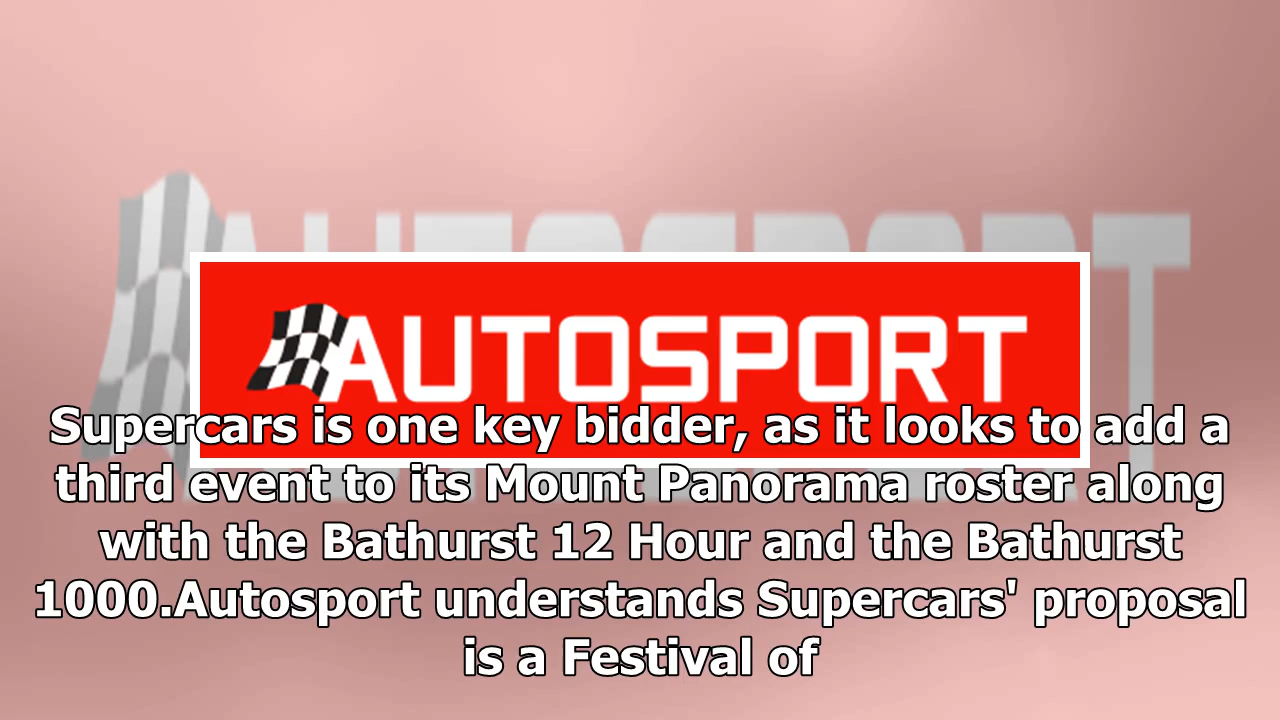 AUTOSPORT
Supercars is one key bidder, as it looks to add a
third event to its Mount Panorama roster along
with the Bathurst 12 Hour and the Bathurst
1000.Autosport understands Supercars' proposal
is a Festival of